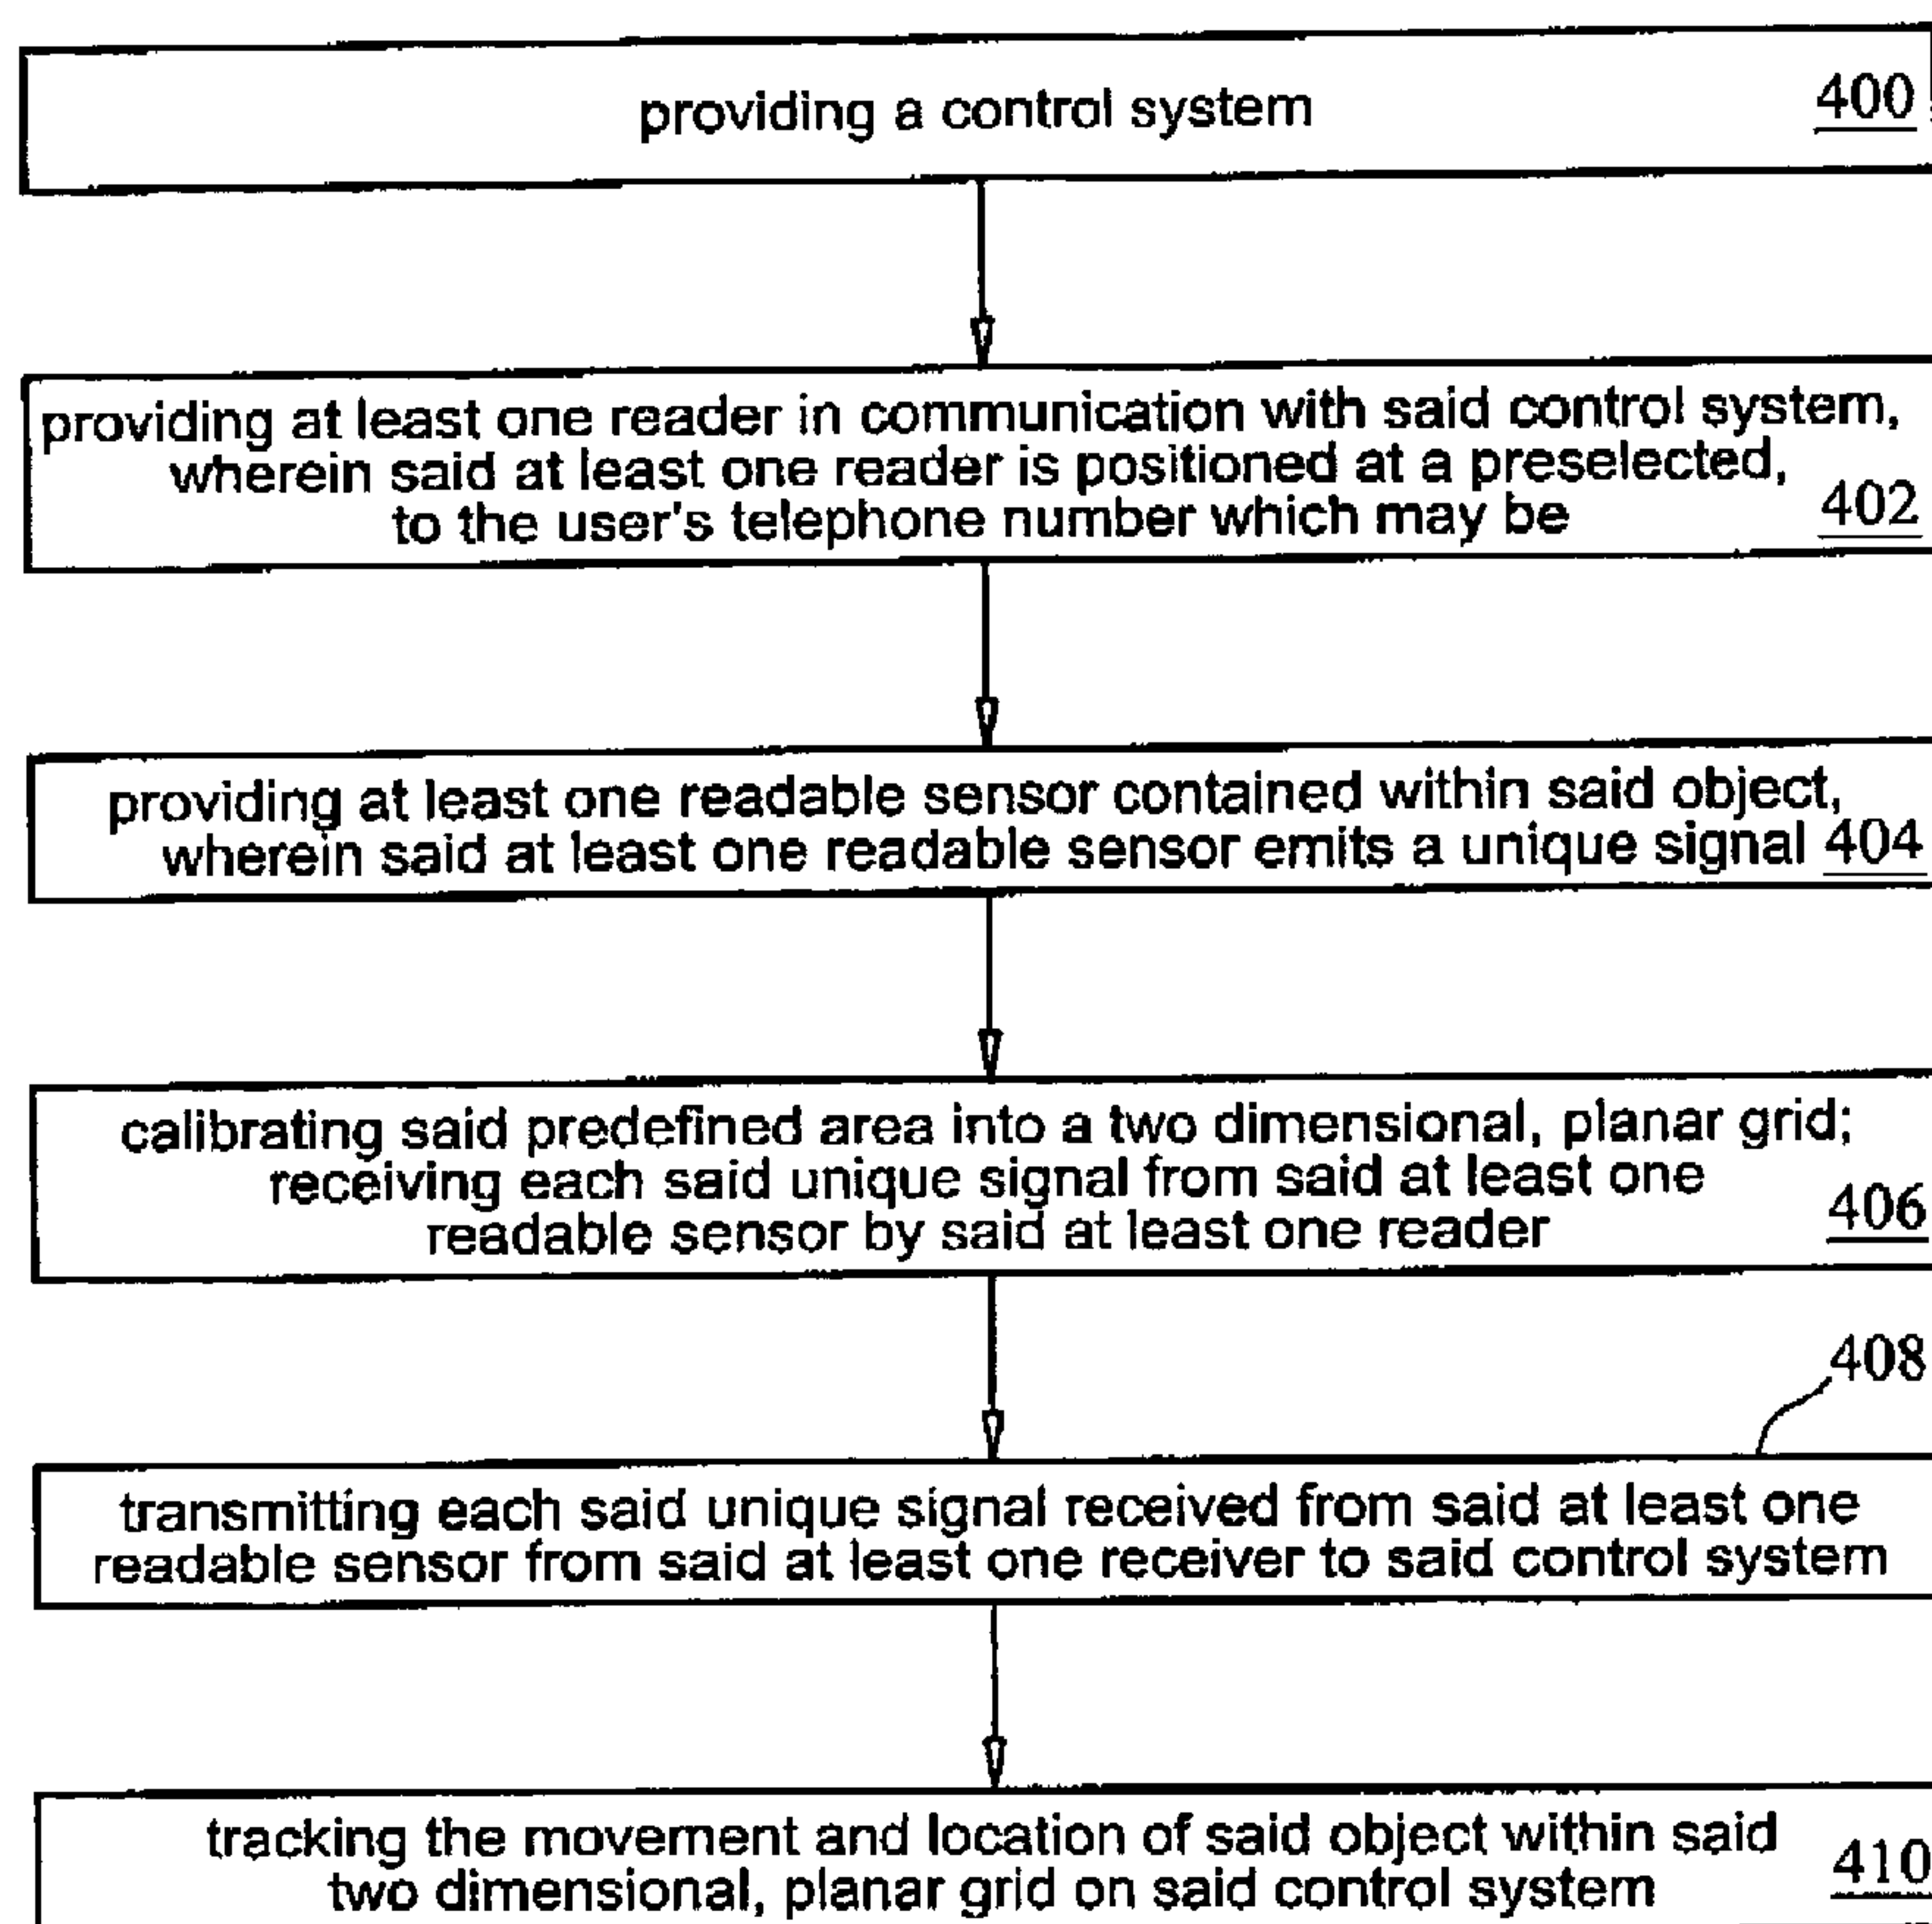 providing a control system 400
providing at least one reader in communication with said control system,
wherein said at least one reader is positioned at a preselected,
to the user's telephone number which may be 402
providing at least one readable sensor contained within said object,
wherein said at least one readable sensor emits a unique signal 404
calibrating said predefined area into a two dimensional, planar grid;
receiving each said unique signal from said at least one
readable sensor by said at least one reader 406
408
transmitting each said unique signal received from said at least one
readable sensor from said at least one receiver to said control system
tracking the movement and location of said object within said
two dimensional, planar grid on said control system 410